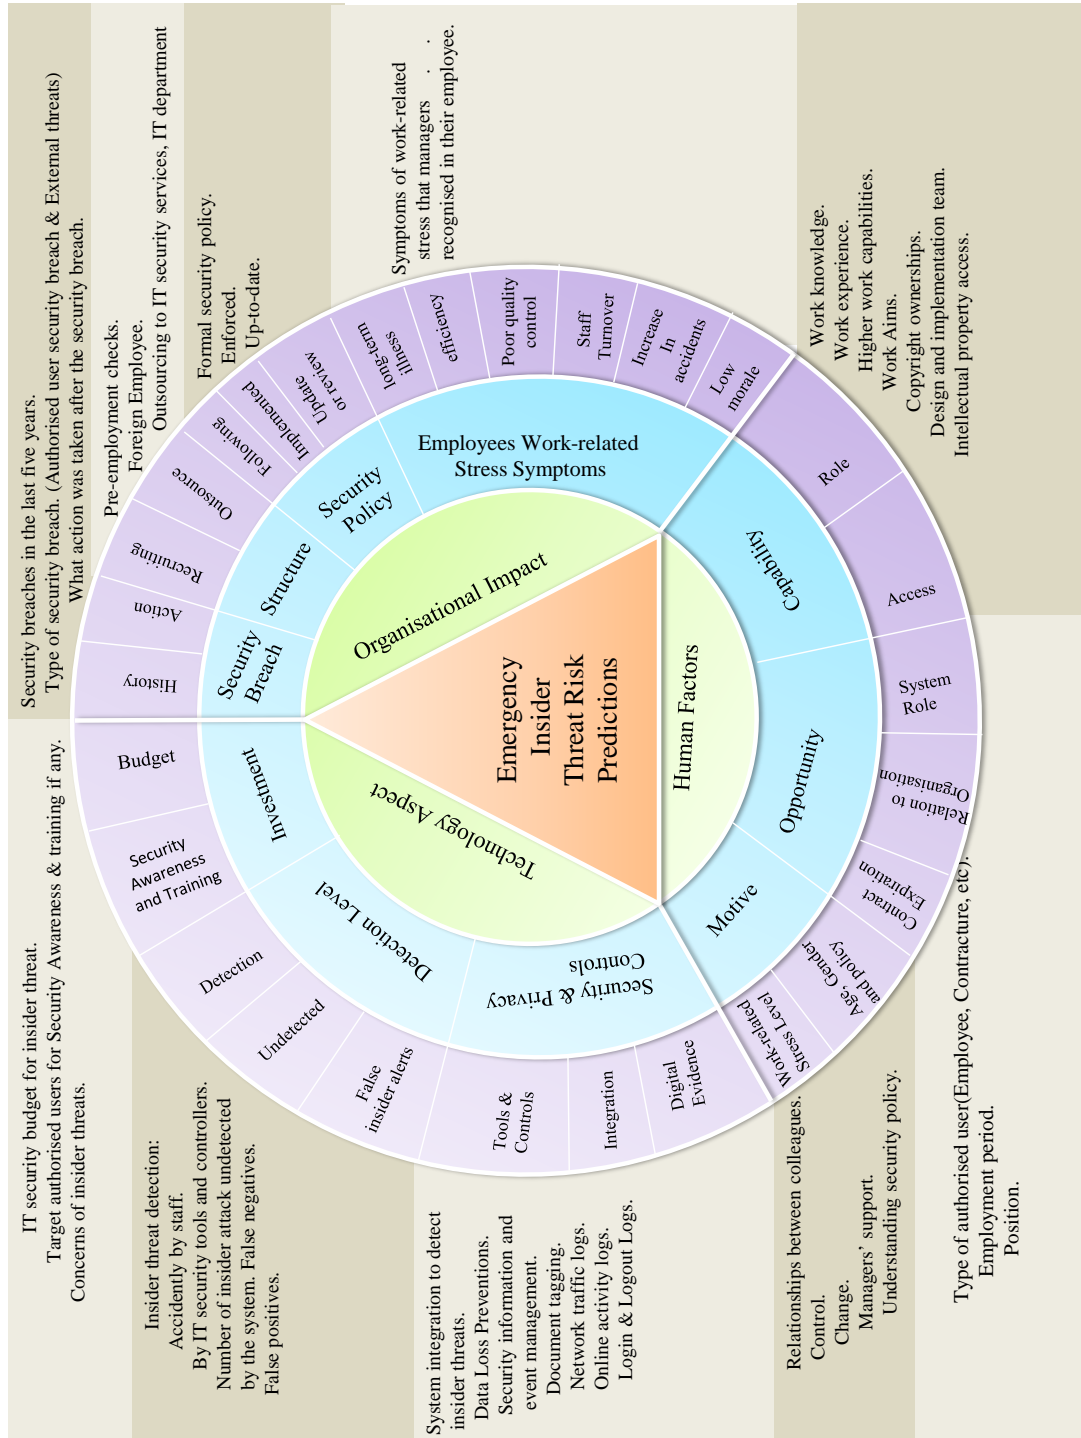 Security breaches in the last five years.
Type of security breach. (Authorised user security breach & External threats)
What action was taken after the security breach.
Pre-employment checks.
Foreign Employee.
Outsourcing to IT security services, IT department
Formal security policy.
Enforced.
Up-to-date.
Symptoms of work-related
stress that managers . .
recognised in their employee.
Work knowledge.
Work experience.
Higher work capabilities.
Work Aims.
Copyright ownerships.
Design and implementation team.
Intellectual property access.
IT security budget for insider threat.
Target authorised users for Security Awareness & training if any.
Concerns of insider threats.
Insider threat detection:
Accidently by staff.
By IT security tools and controllers.
Number of insider attack undetected
by the system. False negatives.
False positives.
System integration to detect
insider threats.
Data Loss Preventions.
Security information and
event management.
Document tagging.
Network traffic logs.
Online activity logs.
Login & Logout Logs.
Relationships between colleagues.
Control.
Change.
Managers' support.
Understanding security policy.
Type of authorised user(Employee, Contracture, etc).
Employment period.
Position.
Emergency
Insider
Threat Risk
Predictions
Organisational Impact
Human Factors
Technology Aspect
Security
Breach
Structure
Security
Policy
Employees Work-related
Stress Symptoms
Capability
Opportunity
Motive
Security & Privacy
Controls
Detection Level
Investment
History
Action
Recruiting
Outsource
Following
Implemented
Update
or review
long-term
illness
efficiency
Poor quality
control
Staff
Turnover
Increase
In
accidents
Low
morale
Role
Access
System
Role
Relation to
Organisation
Contract
Expiration
Age, Gender
and policy
Work-related
Stress Level
Digital
Evidence
Integration
Tools &
Controls
False
insider alerts
Undetected
Detection
Security
Awareness
and Training
Budget